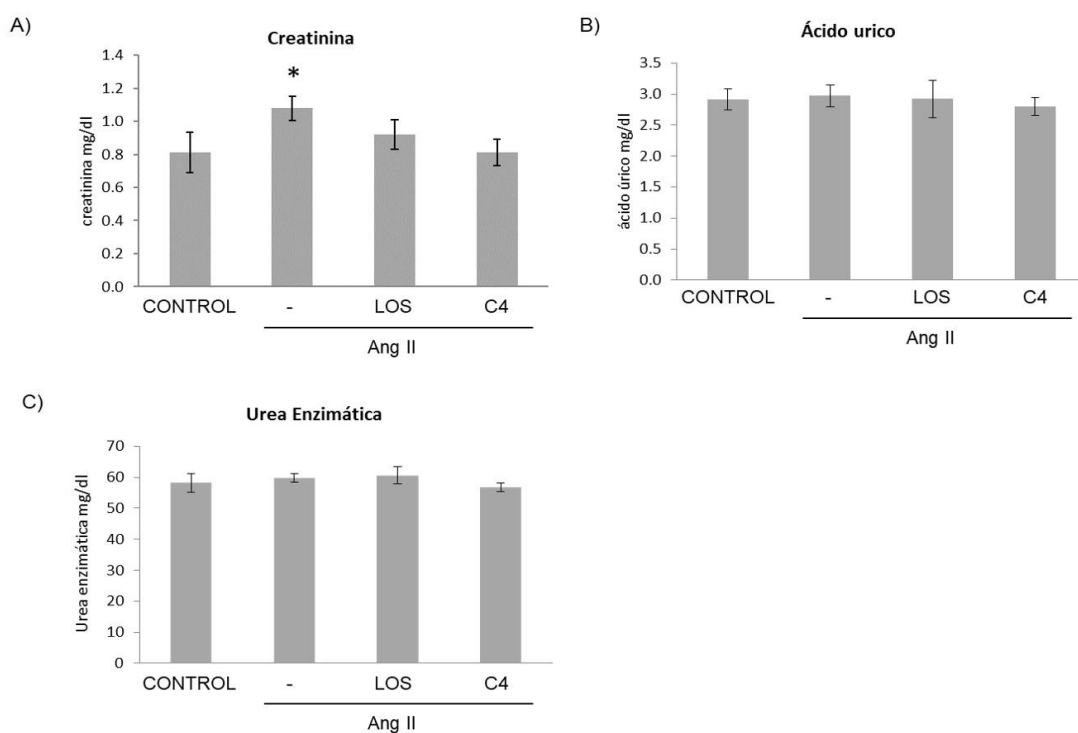 A)
Creatinina
*
creatinina mg/dl
1.4
1.2
1.0
0.8
0.6
0.4
0.2
0.0
CONTROL - LOS C4
Ang II
B)
Ácido urico
ácido úrico mg/dl
3.5
3.0
2.5
2.0
1.5
1.0
0.5
0.0
CONTROL - LOS C4
Ang II
C)
Urea Enzimática
Urea enzimática mg/dl
70
60
50
40
30
20
10
0
CONTROL - LOS C4
Ang II